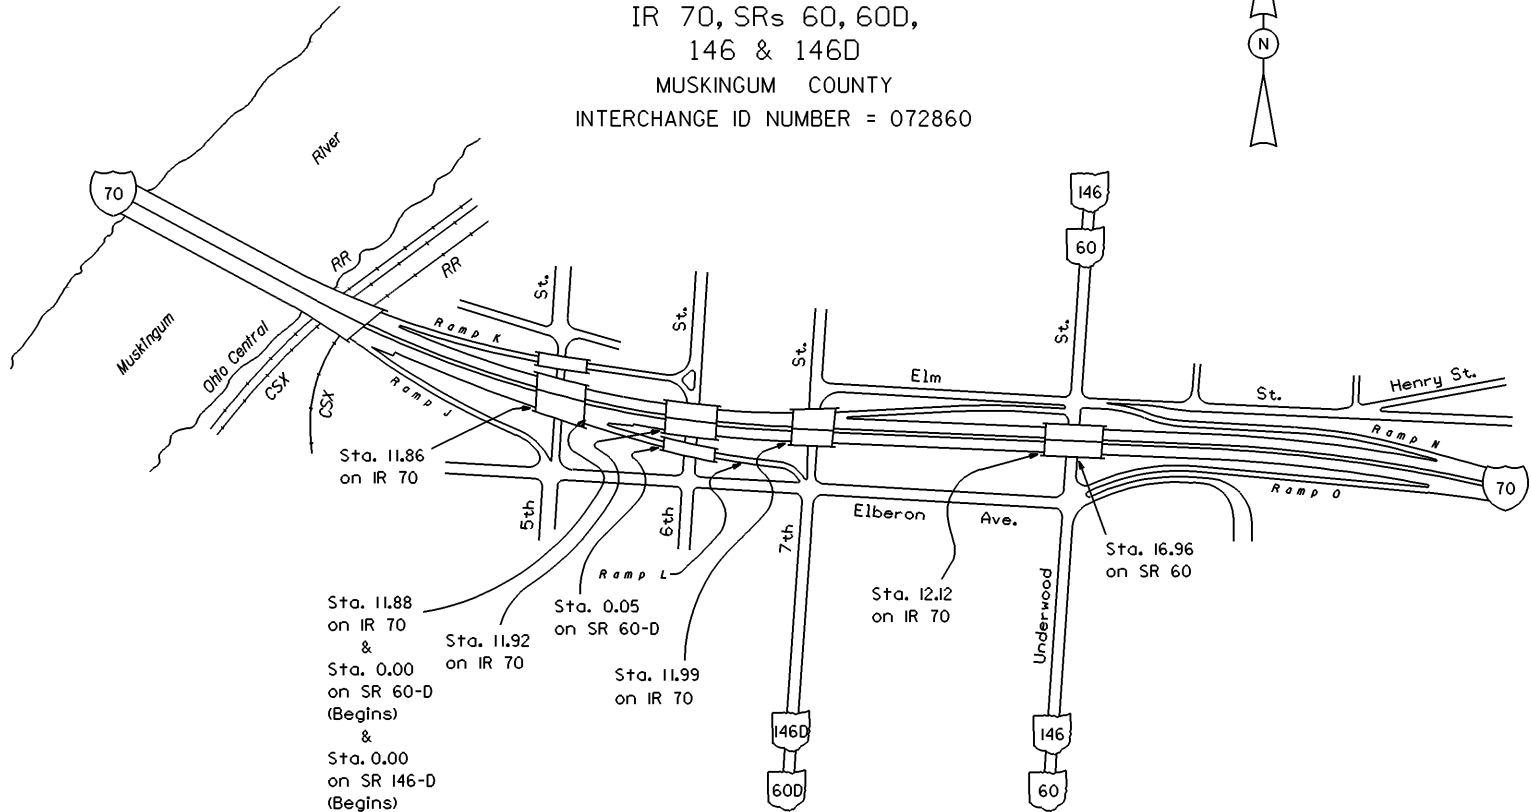 IR 70, SRs 60, 60D,
146 & 146D
MUSKINGUM COUNTY
INTERCHANGE ID NUMBER = 072860
N
70
River
146
60
RR
RR
Muskingum
Ohio Central
CSX
CSX
Ramp K
Ramp J
St.
St.
St.
St.
Elm
St.
Henry St.
Ramp N
70
Ramp O
Sta. 11.86
on IR 70
5th
6th
7th
Elberon Ave.
Ramp L
Sta. 16.96
on SR 60
Sta. 12.12
on IR 70
Underwood
Sta. 11.88
on IR 70
&
Sta. 0.00
on SR 60-D
(Begins)
&
Sta. 0.00
on SR 146-D
(Begins)
Sta. 11.92
on IR 70
Sta. 0.05
on SR 60-D
Sta. 11.99
on IR 70
146D
60D
146
60